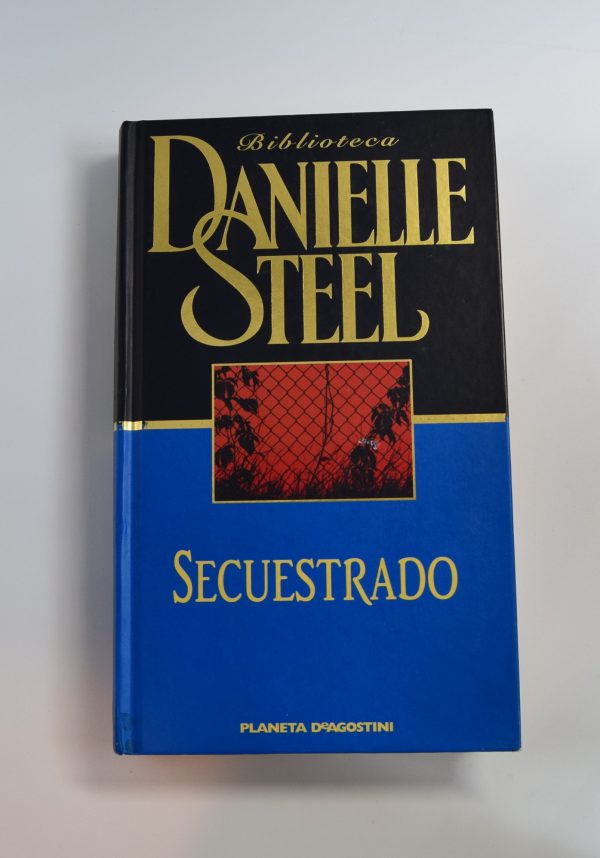 Biblioteca
DANIELLE
STEEL
SECUESTRADO
PLANETA DeAGOSTINI